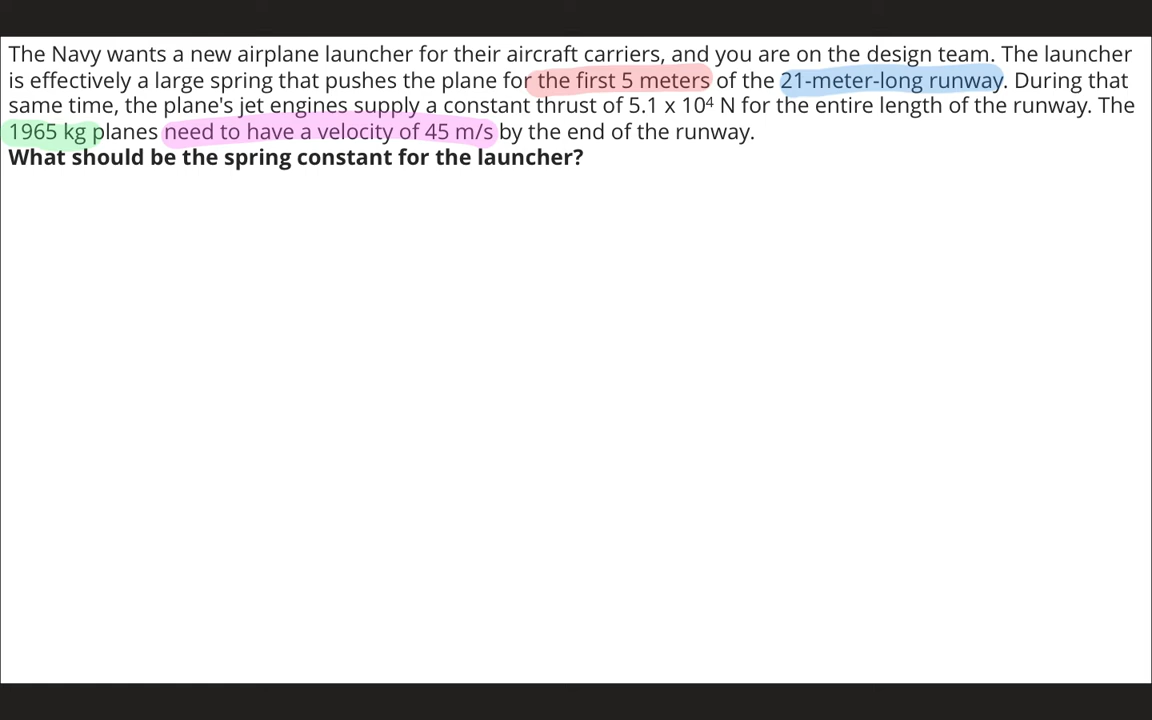 The Navy wants a new airplane launcher for their aircraft carriers, and you are on the design team. The launcher
is effectively a large spring that pushes the plane for the first 5 meters of the 21-meter-long runway. During that
same time, the plane's jet engines supply a constant thrust of 5.1 x 10⁴ N for the entire length of the runway. The
1965 kg planes need to have a velocity of 45 m/s by the end of the runway.
What should be the spring constant for the launcher?